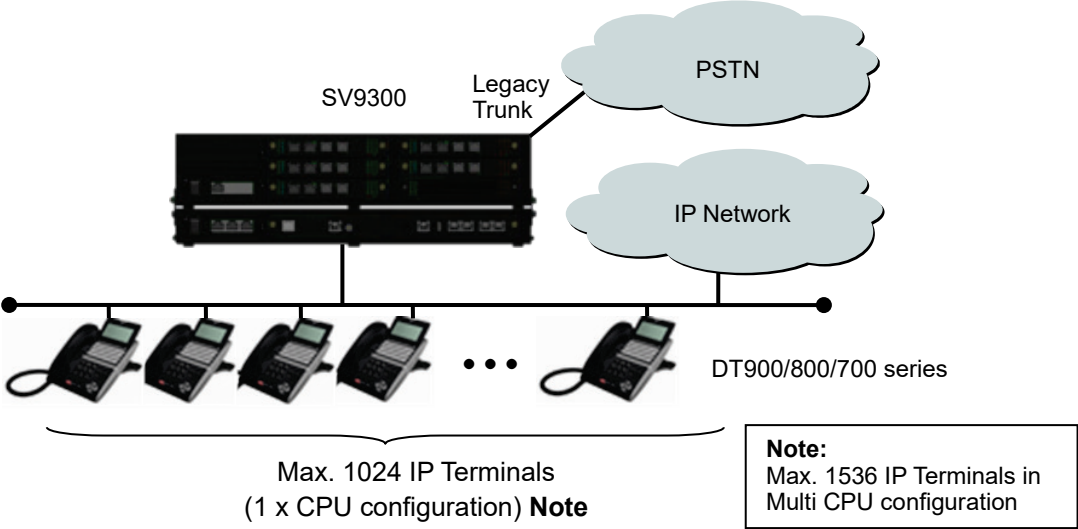 PSTN
SV9300
Legacy
Trunk
IP Network
DT900/800/700 series
Max. 1024 IP Terminals
(1 x CPU configuration) Note
Note:
Max. 1536 IP Terminals in
Multi CPU configuration